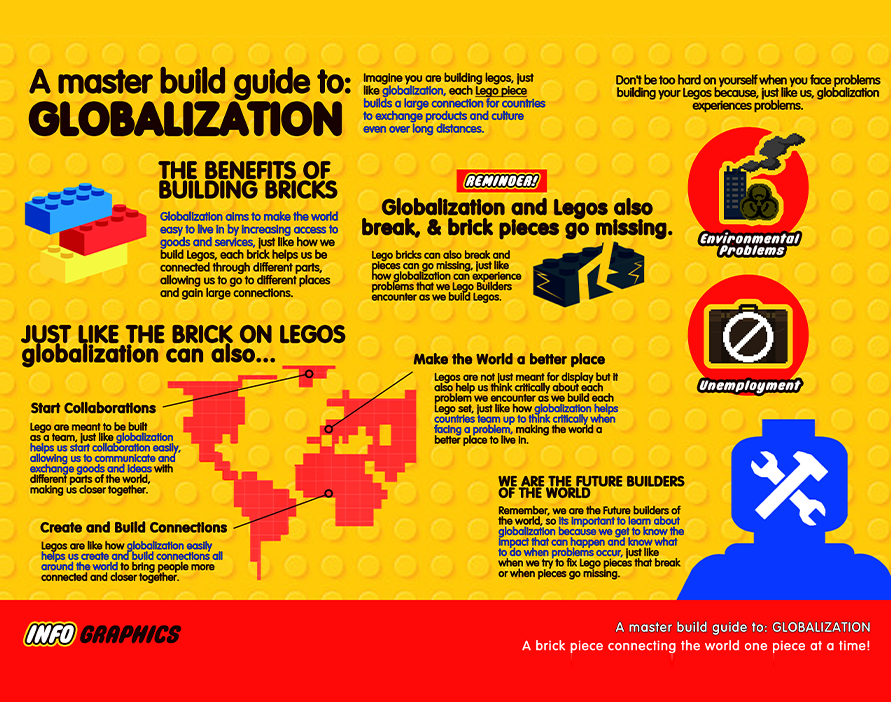 A master build guide to:
GLOBALIZATION
Imagine you are building legos, just
like globalization, each Lego piece
builds a large connection for countries
to exchange products and culture
even over long distances.
Don't be too hard on yourself when you face problems
building your Legos because, just like us, globalization
experiences problems.
THE BENEFITS OF
BUILDING BRICKS
Globalization aims to make the world
easy to live in by increasing access to
goods and services, just like how we
build Legos, each brick helps us be
connected through different parts,
allowing us to go to different places
and gain large connections.
REMINDER!
Globalization and Legos also
break, & brick pieces go missing.
Lego bricks can also break and
pieces can go missing, just like
how globalization can experience
problems that we Lego Builders
encounter as we build Legos.
Environmental
Problems
Unemployment
JUST LIKE THE BRICK ON LEGOS
globalization can also...
Start Collaborations
Lego are meant to be built
as a team, just like globalization
helps us start collaboration easily,
allowing us to communicate and
exchange goods and ideas with
different parts of the world,
making us closer together.
Make the World a better place
Legos are not just meant for display but it
also help us think critically about each
problem we encounter as we build each
Lego set, just like how globalization helps
countries team up to think critically when
facing a problem, making the world a
better place to live in.
Create and Build Connections
Legos are like how globalization easily
helps us create and build connections all
around the world to bring people more
connected and closer together.
WE ARE THE FUTURE BUILDERS
OF THE WORLD
Remember, we are the Future builders of
the world, so its important to learn about
globalization because we get to know the
impact that can happen and know what
to do when problems occur, just like
when we try to fix Lego pieces that break
or when pieces go missing.
INFO GRAPHICS
A master build guide to: GLOBALIZATION
A brick piece connecting the world one piece at a time!